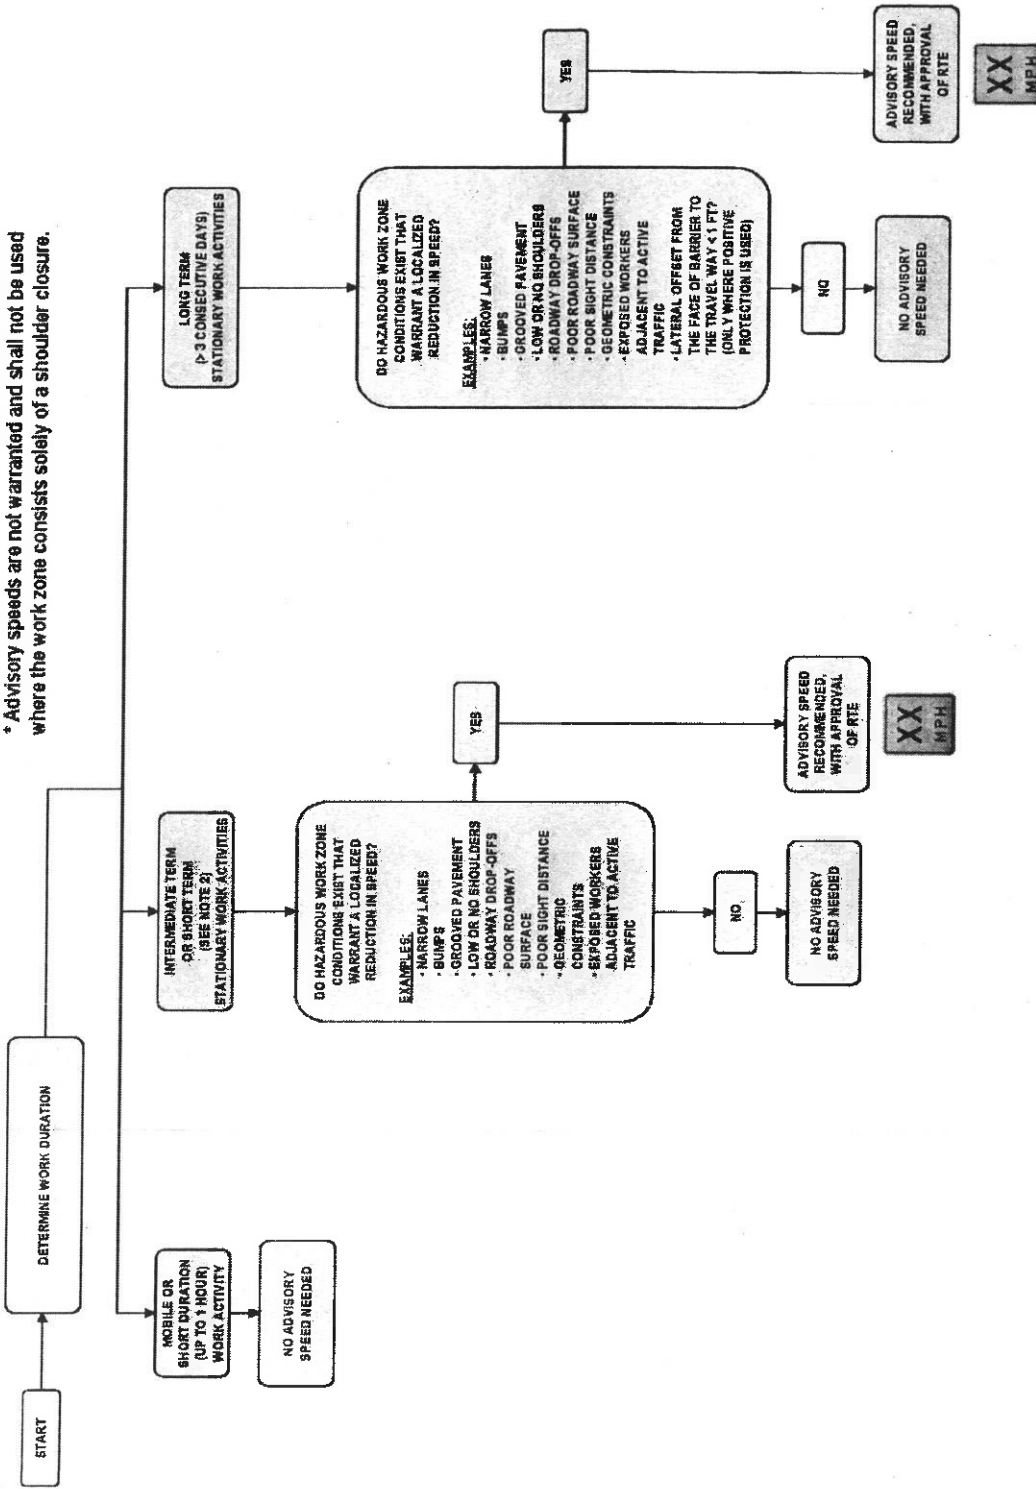 * Advisory speeds are not warranted and shall not be used
where the work zone consists solely of a shoulder closure.
START
DETERMINE WORK DURATION
MOBILE OR
SHORT DURATION
(UP TO 1 HOUR)
WORK ACTIVITY
NO ADVISORY
SPEED NEEDED
INTERMEDIATE TERM
OR SHORT TERM
(SEE NOTE 2)
STATIONARY WORK ACTIVITIES
DO HAZARDOUS WORK ZONE
CONDITIONS EXIST THAT
WARRANT A LOCALIZED
REDUCTION IN SPEED?
EXAMPLES:
• NARROW LANES
• BUMPS
• GROOVED PAVEMENT
• LOW OR NO SHOULDERS
• ROADWAY DROP-OFFS
• POOR ROADWAY
SURFACE
• POOR SIGHT DISTANCE
• GEOMETRIC
CONSTRAINTS
• EXPOSED WORKERS
ADJACENT TO ACTIVE
TRAFFIC
YES
ADVISORY SPEED
RECOMMENDED,
WITH APPROVAL
OF RTE
XX
MPH
NO
NO ADVISORY
SPEED NEEDED
LONG TERM
(> 3 CONSECUTIVE DAYS)
STATIONARY WORK ACTIVITIES
DO HAZARDOUS WORK ZONE
CONDITIONS EXIST THAT
WARRANT A LOCALIZED
REDUCTION IN SPEED?
EXAMPLES:
• NARROW LANES
• BUMPS
• GROOVED PAVEMENT
• LOW OR NO SHOULDERS
• ROADWAY DROP-OFFS
• POOR ROADWAY SURFACE
• POOR SIGHT DISTANCE
• GEOMETRIC CONSTRAINTS
• EXPOSED WORKERS
ADJACENT TO ACTIVE
TRAFFIC
• LATERAL OFFSET FROM
THE FACE OF BARRIER TO
THE TRAVEL WAY < 1 FT?
(ONLY WHERE POSITIVE
PROTECTION IS USED)
YES
ADVISORY SPEED
RECOMMENDED,
WITH APPROVAL
OF RTE
XX
MPH
NO
NO ADVISORY
SPEED NEEDED